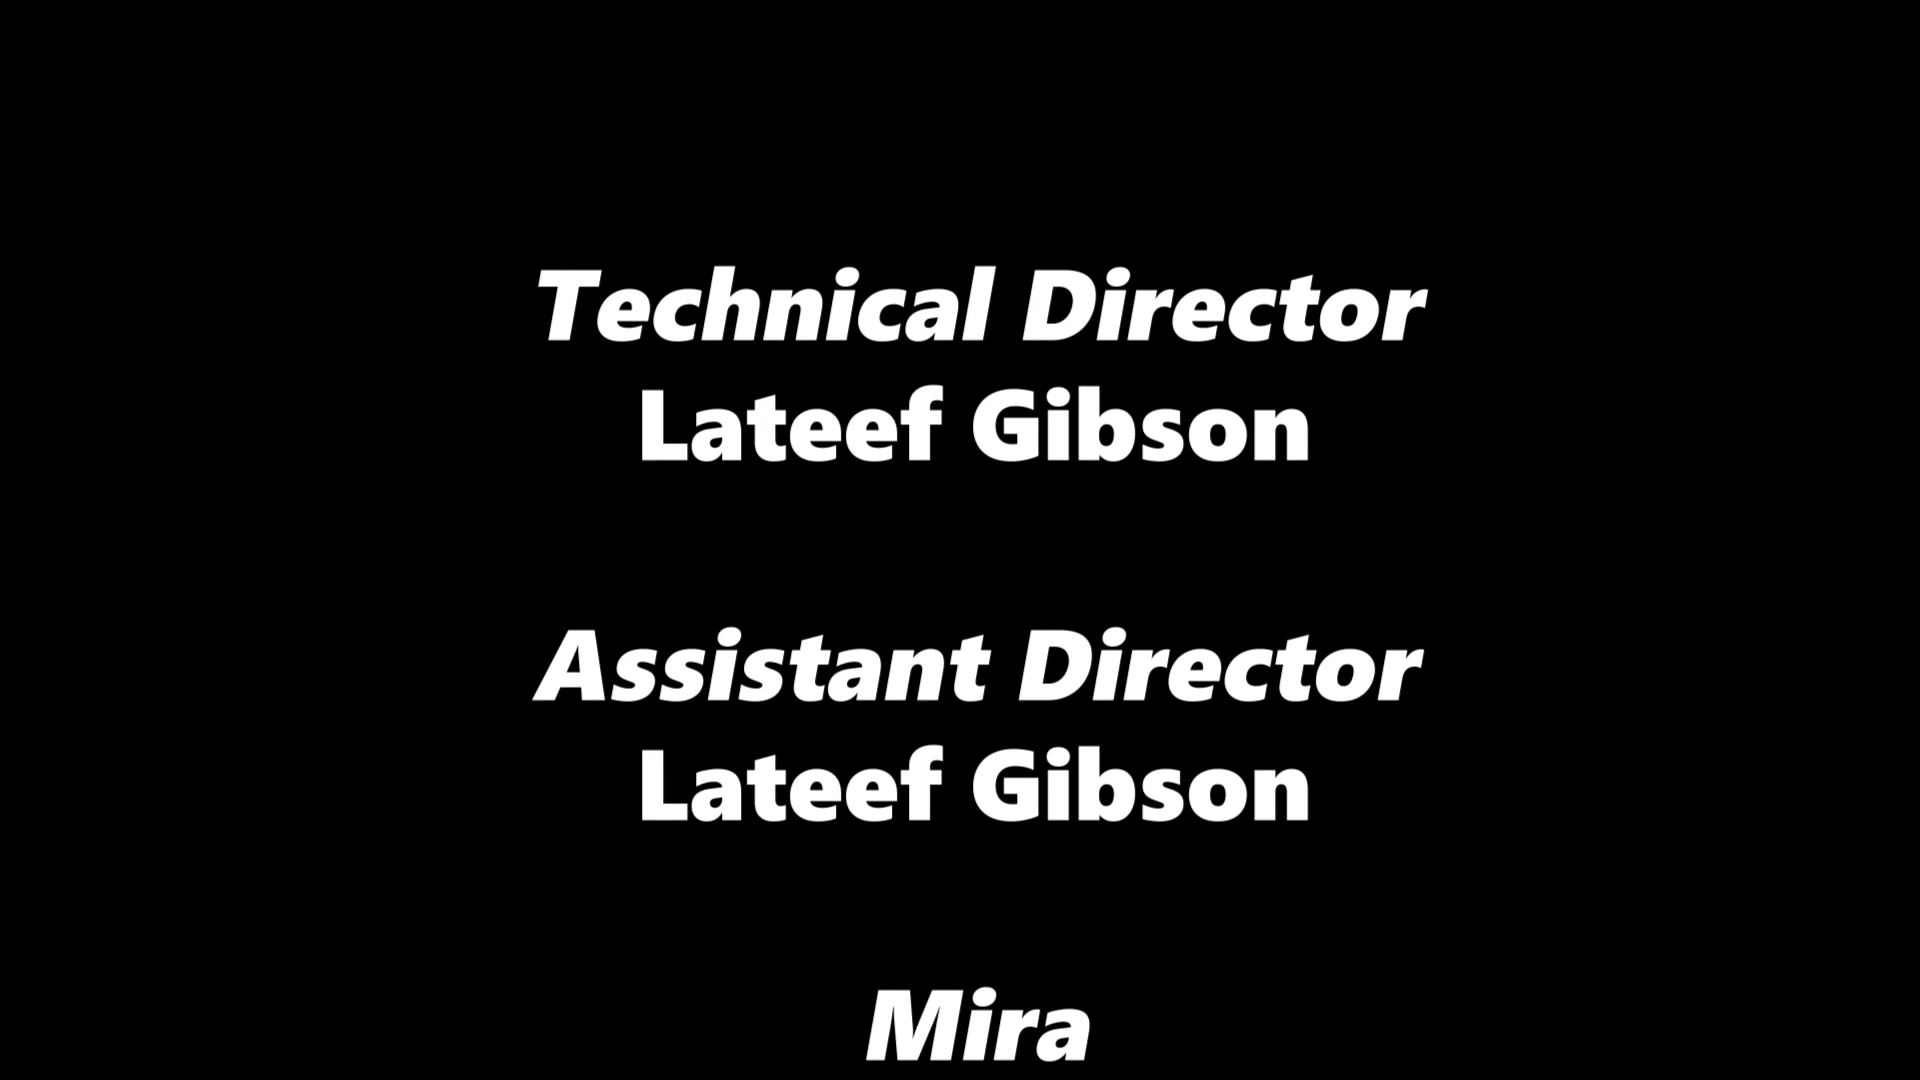 Technical Director
Lateef Gibson
Assistant Director
Lateef Gibson
Mira